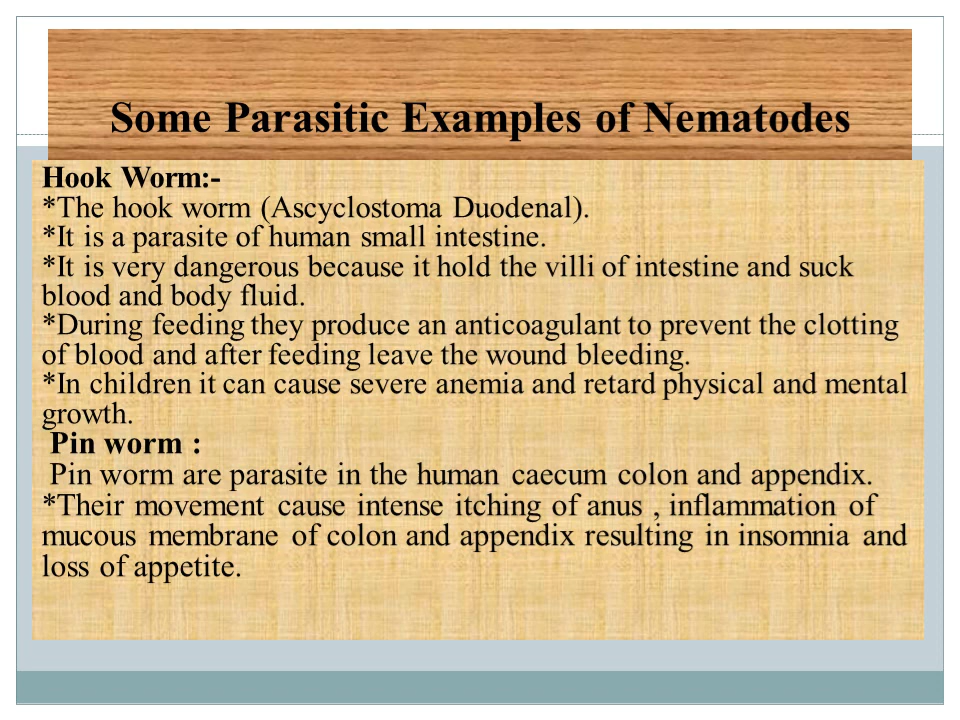 Some Parasitic Examples of Nematodes
Hook Worm:-
*The hook worm (Ascyclostoma Duodenal).
*It is a parasite of human small intestine.
*It is very dangerous because it hold the villi of intestine and suck
blood and body fluid.
*During feeding they produce an anticoagulant to prevent the clotting
of blood and after feeding leave the wound bleeding.
*In children it can cause severe anemia and retard physical and mental
growth.
Pin worm :
Pin worm are parasite in the human caecum colon and appendix.
*Their movement cause intense itching of anus , inflammation of
mucous membrane of colon and appendix resulting in insomnia and
loss of appetite.